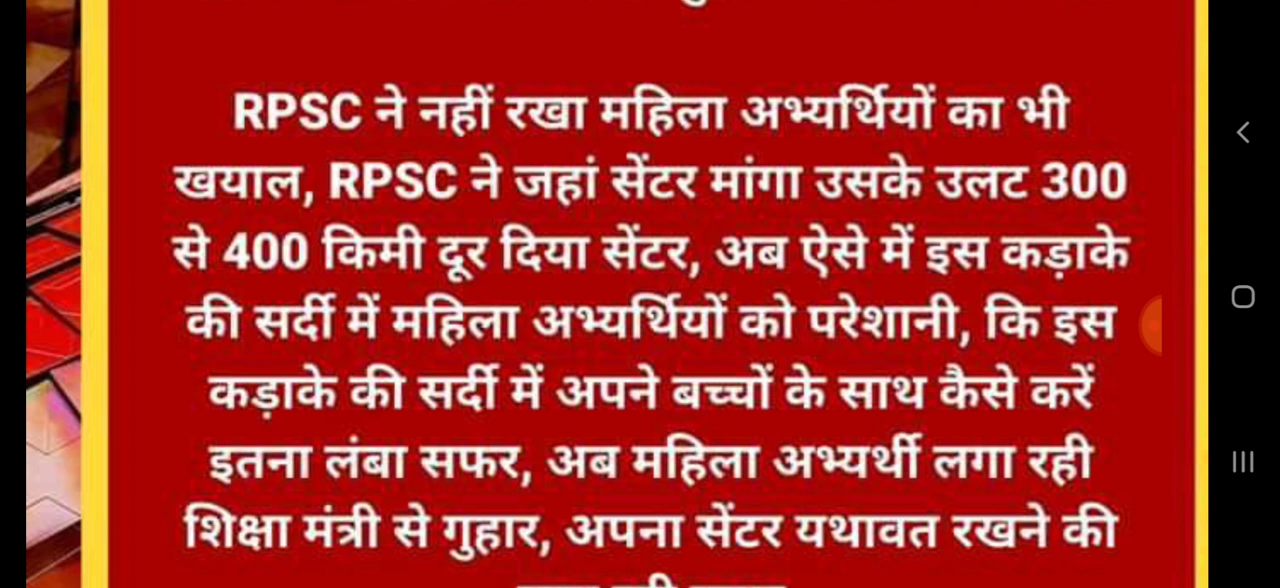 RPSC ने नहीं रखा महिला अभ्यर्थियों का भी
खयाल, RPSC ने जहां सेंटर मांगा उसके उलट 300
से 400 किमी दूर दिया सेंटर, अब ऐसे में इस कड़ाके
की सर्दी में महिला अभ्यर्थियों को परेशानी, कि इस
कड़ाके की सर्दी में अपने बच्चों के साथ कैसे करें
इतना लंबा सफर, अब महिला अभ्यर्थी लगा रही
शिक्षा मंत्री से गुहार, अपना सेंटर यथावत रखने की